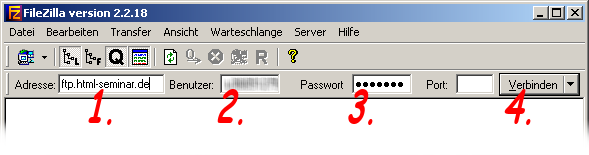 FileZilla version 2.2.18
Datei Bearbeiten Transfer Ansicht Warteschlange Server Hilfe
L L Q R ?
Adresse: ftp.html-seminar.de Benutzer: Passwort ●●●●●●● Port: Verbinden
1. 2. 3. 4.